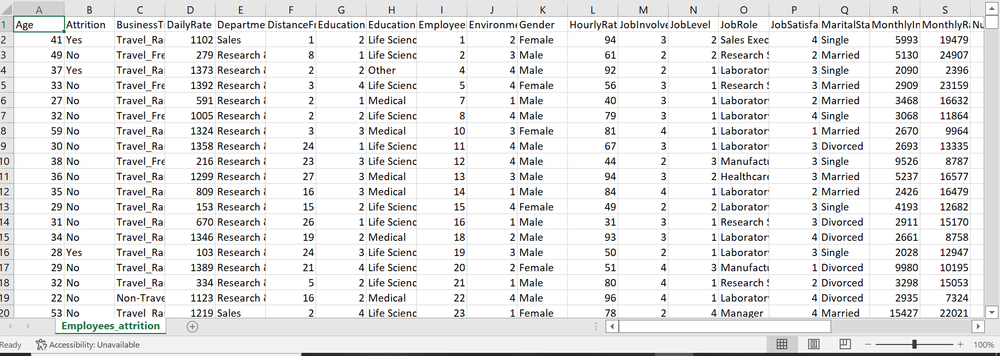 A B C D E F G H I J K L M N O P Q R S
1 Age Attrition BusinessT DailyRate Departme DistanceFr Education Education Employee Environme Gender HourlyRat JobInvolve JobLevel JobRole JobSatisfa MaritalSta MonthlyIn MonthlyRa Nu
2 41 Yes Travel_Ra 1102 Sales 1 2 Life Scienc 1 2 Female 94 3 2 Sales Exec 4 Single 5993 19479
3 49 No Travel_Fre 279 Research & 8 1 Life Scienc 2 3 Male 61 2 2 Research S 2 Married 5130 24907
4 37 Yes Travel_Ra 1373 Research & 2 2 Other 4 4 Male 92 2 1 Laborator 3 Single 2090 2396
5 33 No Travel_Fre 1392 Research & 3 4 Life Scienc 5 4 Female 56 3 1 Research S 3 Married 2909 23159
6 27 No Travel_Ra 591 Research & 2 1 Medical 7 1 Male 40 3 1 Laborator 2 Married 3468 16632
7 32 No Travel_Fre 1005 Research & 2 2 Life Scienc 8 4 Male 79 3 1 Laborator 4 Single 3068 11864
8 59 No Travel_Ra 1324 Research & 3 3 Medical 10 3 Female 81 4 1 Laborator 1 Married 2670 9964
9 30 No Travel_Ra 1358 Research & 24 1 Life Scienc 11 4 Male 67 3 1 Laborator 3 Divorced 2693 13335
10 38 No Travel_Fre 216 Research & 23 3 Life Scienc 12 4 Male 44 2 3 Manufactu 3 Single 9526 8787
11 36 No Travel_Ra 1299 Research & 27 3 Medical 13 3 Male 94 3 2 Healthcare 3 Married 5237 16577
12 35 No Travel_Ra 809 Research & 16 3 Medical 14 1 Male 84 4 1 Laborator 2 Married 2426 16479
13 29 No Travel_Ra 153 Research & 15 2 Life Scienc 15 4 Female 49 2 2 Laborator 3 Single 4193 12682
14 31 No Travel_Ra 670 Research & 26 1 Life Scienc 16 1 Male 31 3 1 Research S 3 Divorced 2911 15170
15 34 No Travel_Ra 1346 Research & 19 2 Medical 18 2 Male 93 3 1 Laborator 4 Divorced 2661 8758
16 28 Yes Travel_Ra 103 Research & 24 3 Life Scienc 19 3 Male 50 2 1 Laborator 3 Single 2028 12947
17 29 No Travel_Ra 1389 Research & 21 4 Life Scienc 20 2 Female 51 4 3 Manufactu 1 Divorced 9980 10195
18 32 No Travel_Ra 334 Research & 5 2 Life Scienc 21 1 Male 80 4 1 Research S 2 Divorced 3298 15053
19 22 No Non-Trave 1123 Research & 16 2 Medical 22 4 Male 96 4 1 Laborator 4 Divorced 2935 7324
20 53 No Travel_Ra 1219 Sales 2 4 Life Scienc 23 1 Female 78 2 4 Manager 4 Married 15427 22021
Employees_attrition
Ready Accessibility: Unavailable 100%